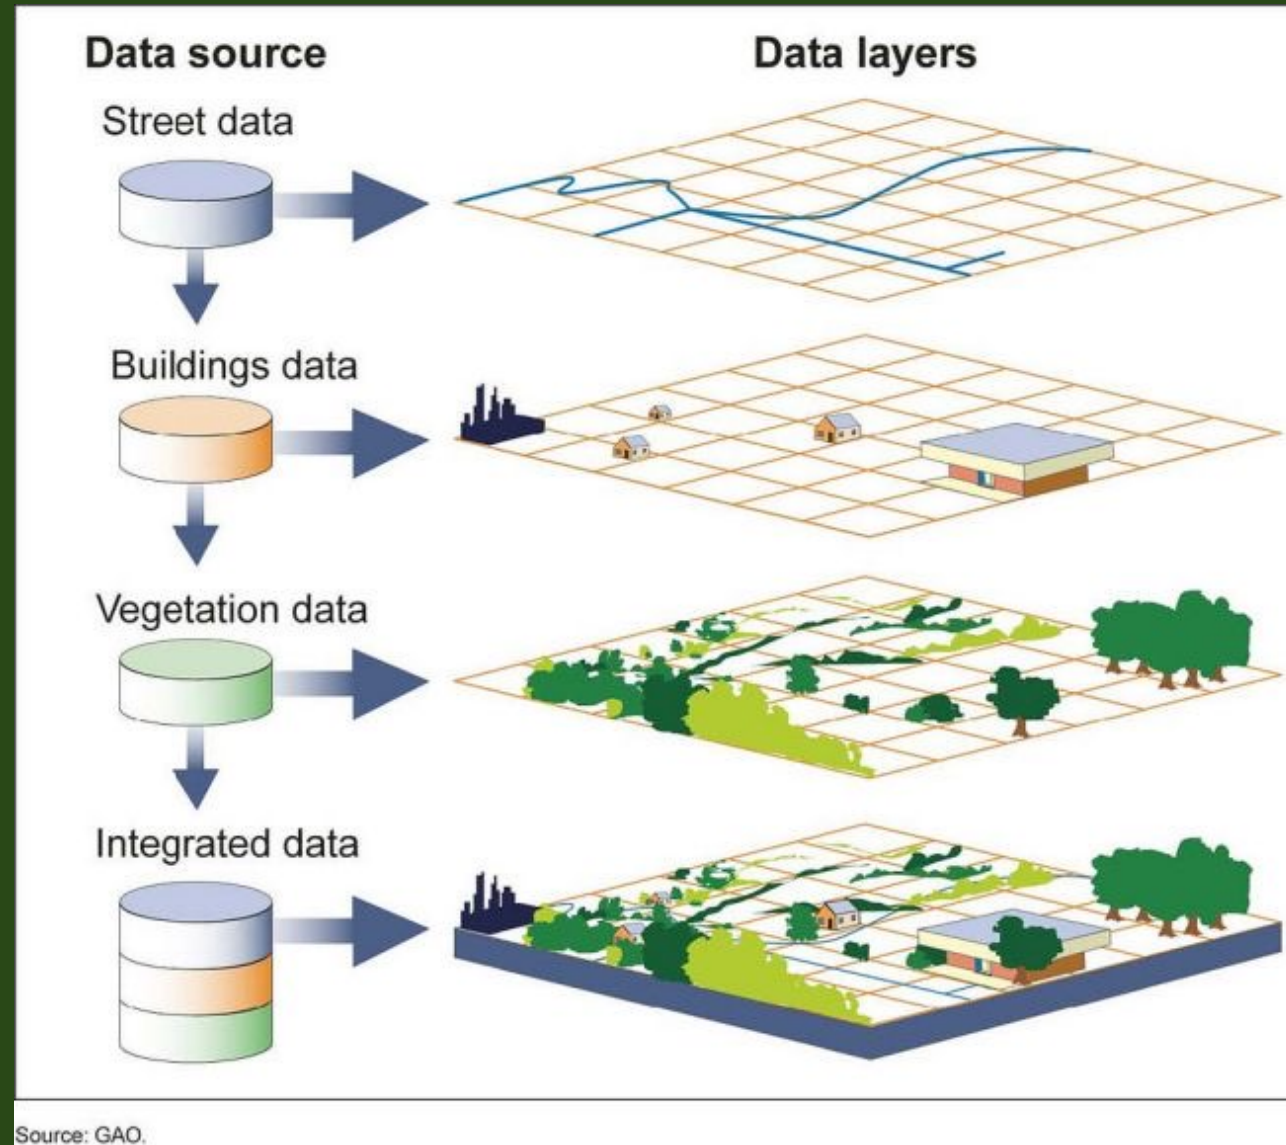 Data source
Data layers
Street data
Buildings data
Vegetation data
Integrated data
Source: GAO.